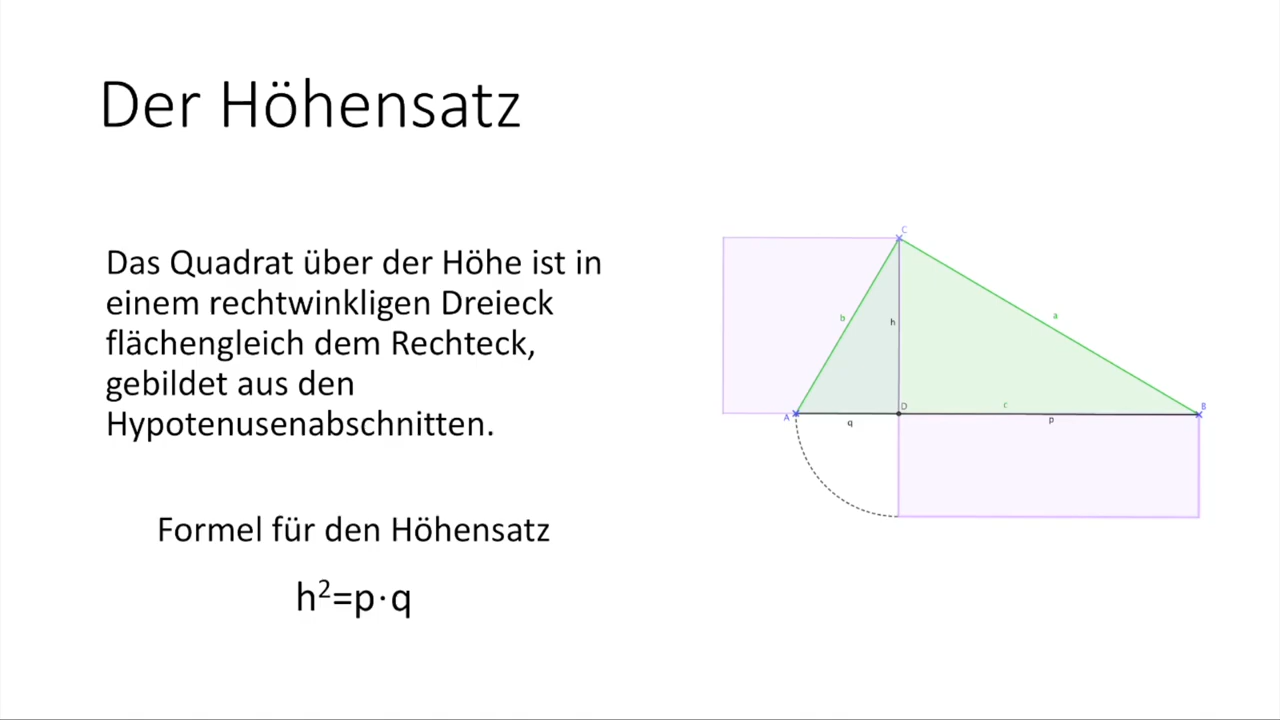 Der Höhensatz
Das Quadrat über der Höhe ist in
einem rechtwinkligen Dreieck
flächengleich dem Rechteck,
gebildet aus den
Hypotenusenabschnitten.
Formel für den Höhensatz
h²=p·q
C
b
h
a
A
D
c
B
q
p